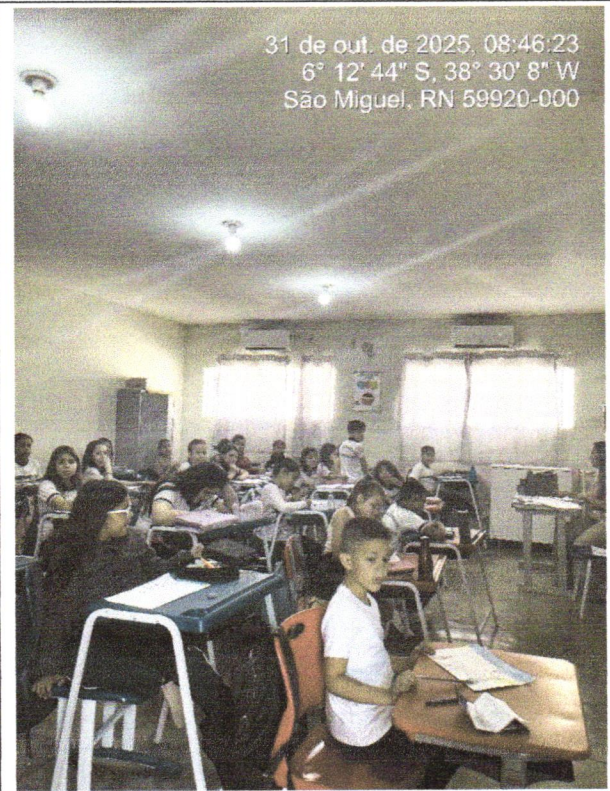 31 de out. de 2025, 08:46:23
6° 12' 44" S, 38° 30' 8" W
São Miguel, RN 59920-000